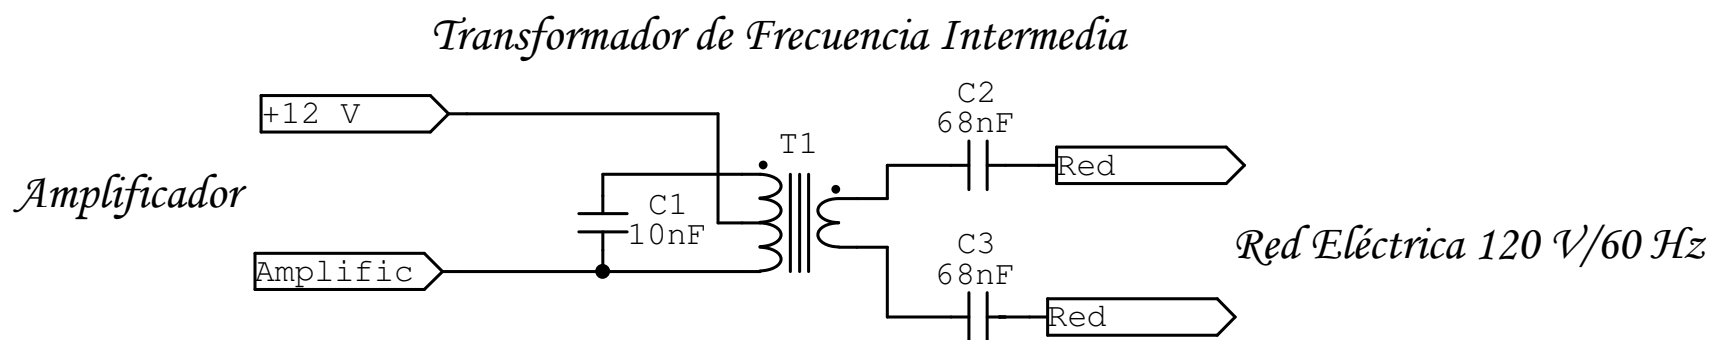 Transformador de Frecuencia Intermedia
C2
68nF
+12 V
T1
Red
Amplificador
C1
10nF
C3
68nF
Red Eléctrica 120 V/60 Hz
Amplific
Red